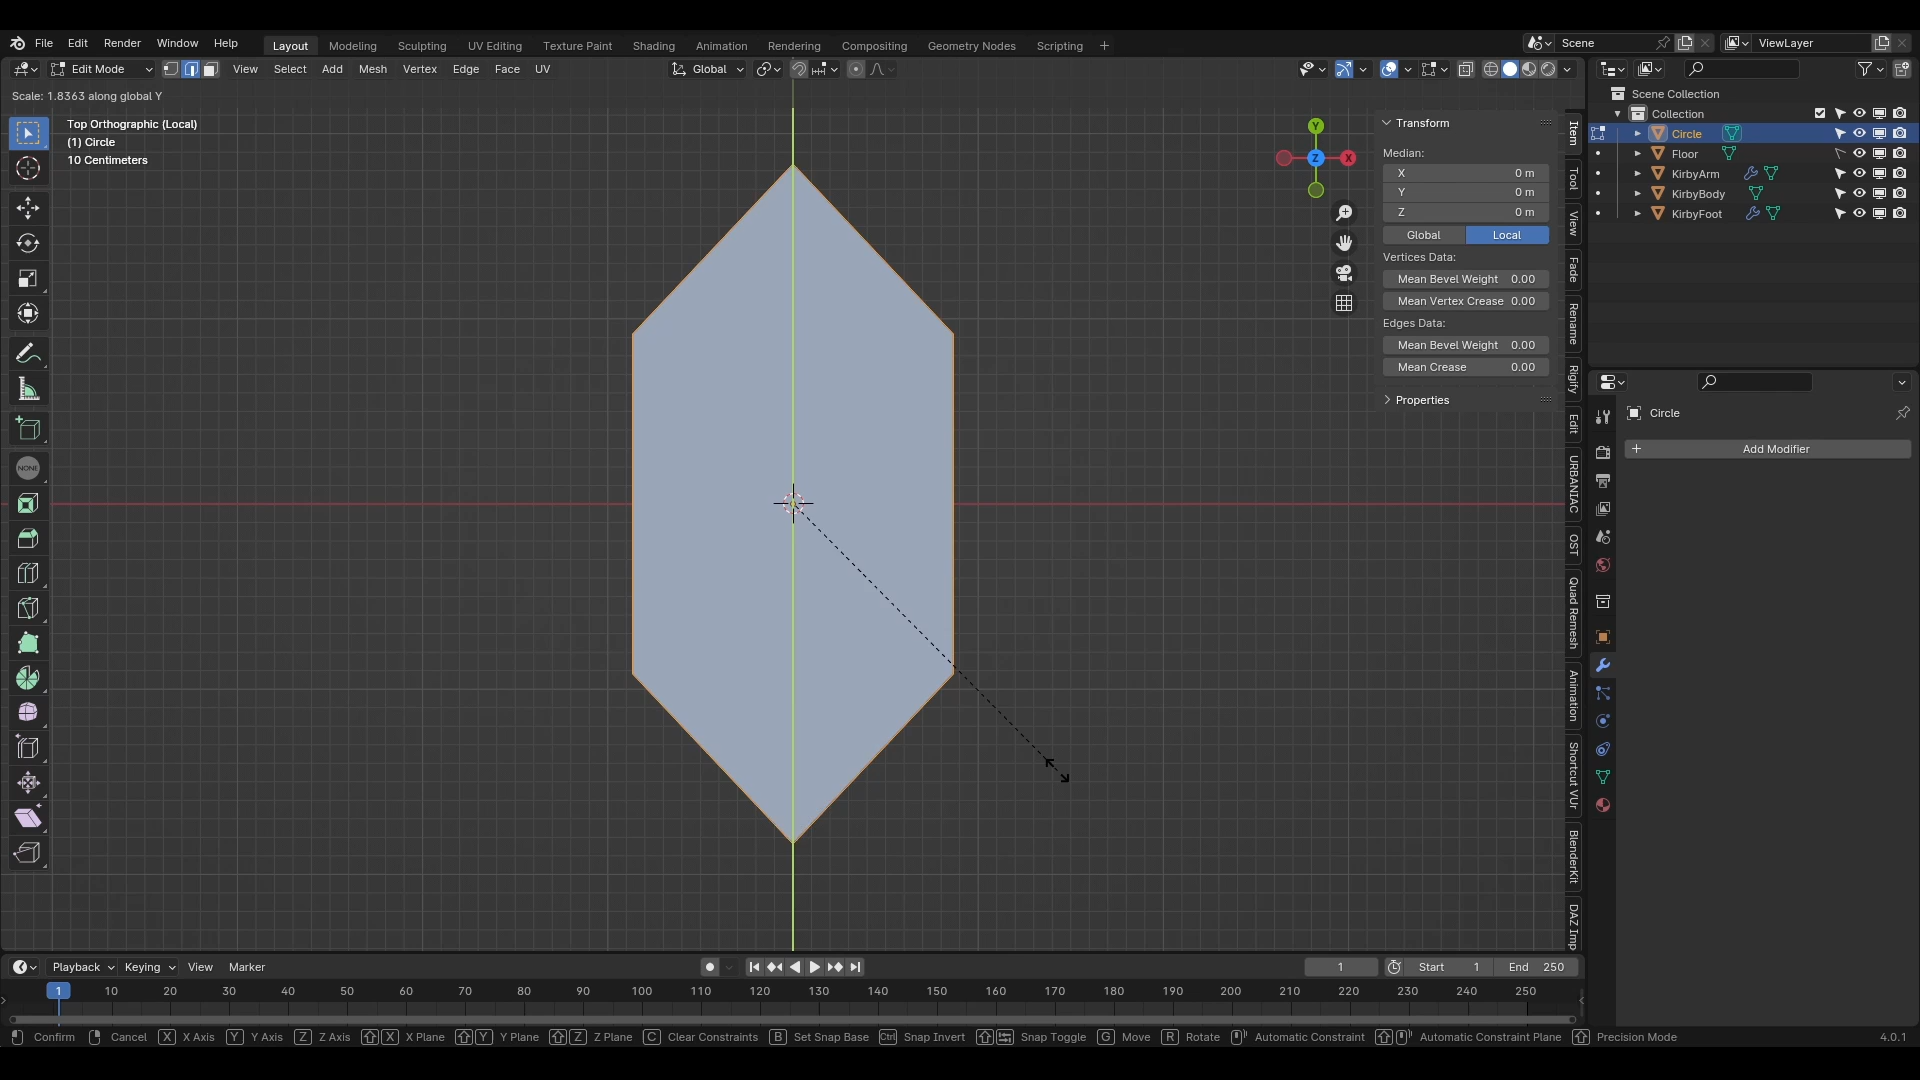 File Edit Render Window Help Layout Modeling Sculpting UV Editing Texture Paint Shading Animation Rendering Compositing Geometry Nodes Scripting + Scene ViewLayer
Edit Mode View Select Add Mesh Vertex Edge Face UV Global
Scale: 1.8363 along global Y
Top Orthographic (Local)
(1) Circle
10 Centimeters
NONE
Y
Z
X
Transform
Median:
X 0 m
Y 0 m
Z 0 m
Global Local
Vertices Data:
Mean Bevel Weight 0.00
Mean Vertex Crease 0.00
Edges Data:
Mean Bevel Weight 0.00
Mean Crease 0.00
Properties
Item
Tool
View
Fade
Rename
Rigify
Edit
URBANIAC
OST
Quad Remesh
Animation
Shortcut VUr
BlenderKit
DAZ Imp
Scene Collection
Collection
Circle
Floor
KirbyArm
KirbyBody
KirbyFoot
Circle
+ Add Modifier
Playback Keying View Marker 1 Start 1 End 250
1 10 20 30 40 50 60 70 80 90 100 110 120 130 140 150 160 170 180 190 200 210 220 230 240 250
Confirm Cancel X X Axis Y Y Axis Z Z Axis X X Plane Y Y Plane Z Z Plane C Clear Constraints B Set Snap Base Ctrl Snap Invert Snap Toggle G Move R Rotate Automatic Constraint Automatic Constraint Plane Precision Mode 4.0.1